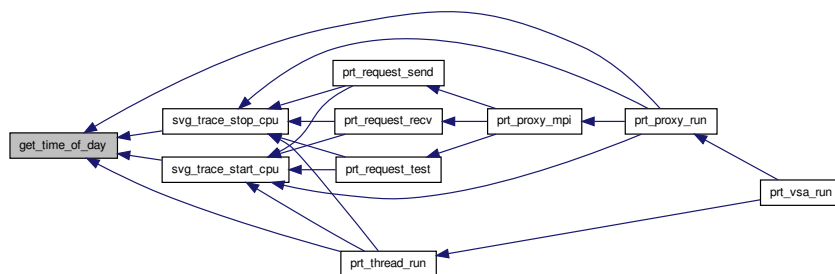 get_time_of_day
svg_trace_stop_cpu
svg_trace_start_cpu
prt_request_send
prt_request_recv
prt_request_test
prt_thread_run
prt_proxy_mpi
prt_proxy_run
prt_vsa_run